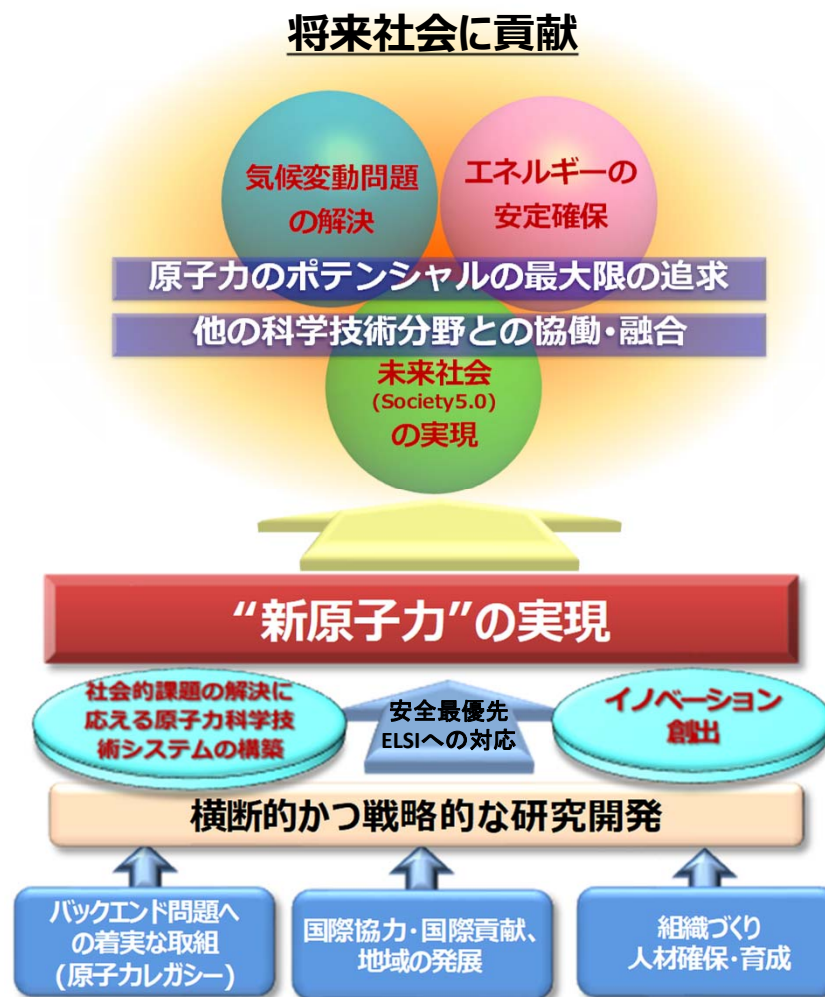 将来社会に貢献
気候変動問題
の解決
エネルギーの
安定確保
原子力のポテンシャルの最大限の追求
他の科学技術分野との協働・融合
未来社会
(Society5.0)
の実現
“新原子力”の実現
社会的課題の解決に
応える原子力科学技
術システムの構築
安全最優先
ELSIへの対応
イノベーション
創出
横断的かつ戦略的な研究開発
バックエンド問題へ
の着実な取組
(原子力レガシー)
国際協力・国際貢献、
地域の発展
組織づくり
人材確保・育成